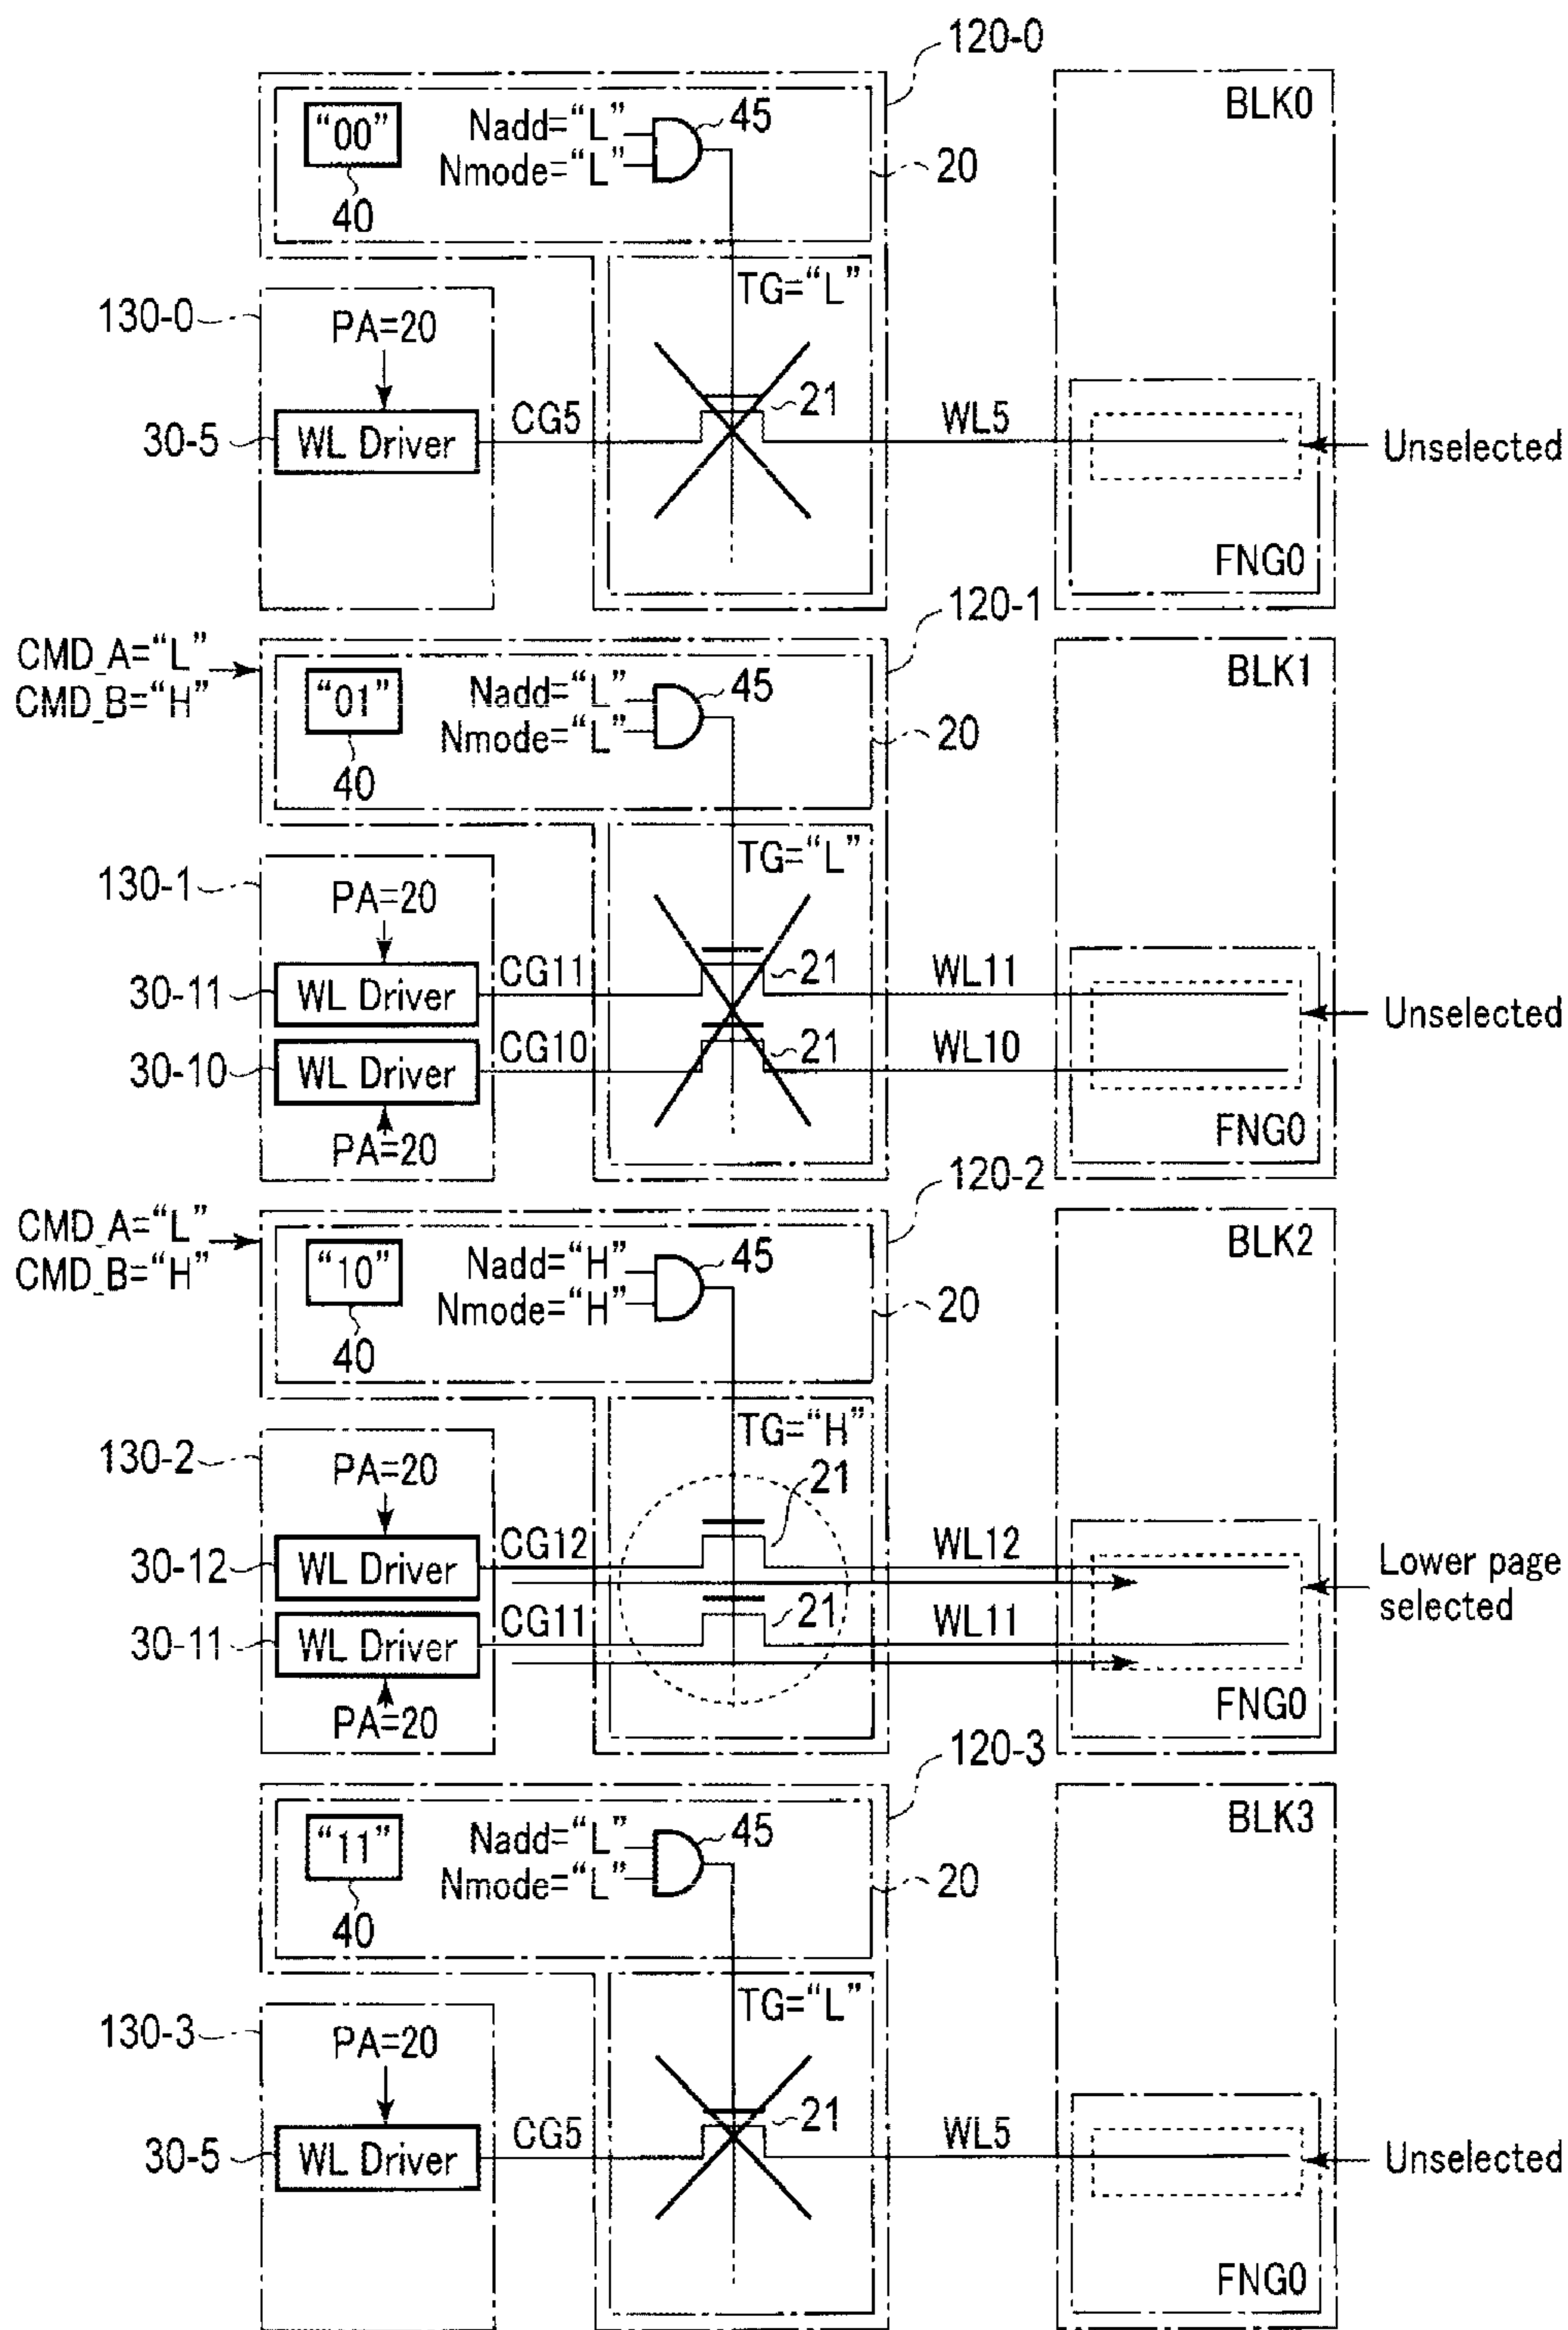 120-0
BLK0
"00"
Nadd="L"
Nmode="L"
45
20
40
TG="L"
130-0
PA=20
21
30-5
WL Driver
CG5
WL5
Unselected
FNG0
120-1
CMD_A="L"
CMD_B="H"
BLK1
"01"
Nadd="L"
Nmode="L"
45
20
40
TG="L"
130-1
PA=20
30-11
WL Driver
CG11
21
WL11
Unselected
30-10
WL Driver
CG10
21
WL10
PA=20
FNG0
120-2
CMD_A="L"
CMD_B="H"
BLK2
"10"
Nadd="H"
Nmode="H"
45
20
40
TG="H"
130-2
PA=20
21
30-12
WL Driver
CG12
WL12
Lower page
selected
30-11
WL Driver
CG11
21
WL11
PA=20
FNG0
120-3
BLK3
"11"
Nadd="L"
Nmode="L"
45
20
40
TG="L"
130-3
PA=20
21
30-5
WL Driver
CG5
WL5
Unselected
FNG0